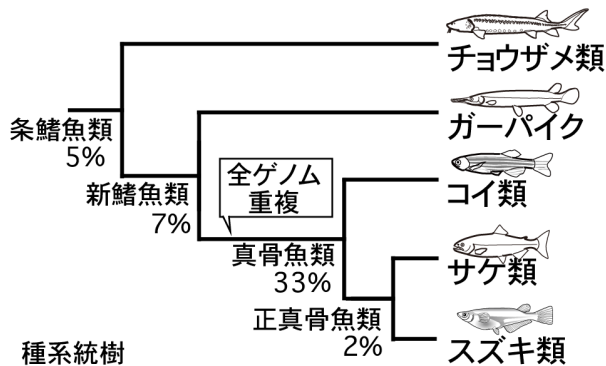 チョウザメ類
ガーパイク
条鰭魚類
5%
全ゲノム
重複
コイ類
新鰭魚類
7%
真骨魚類
33%
サケ類
正真骨魚類
2%
スズキ類
種系統樹